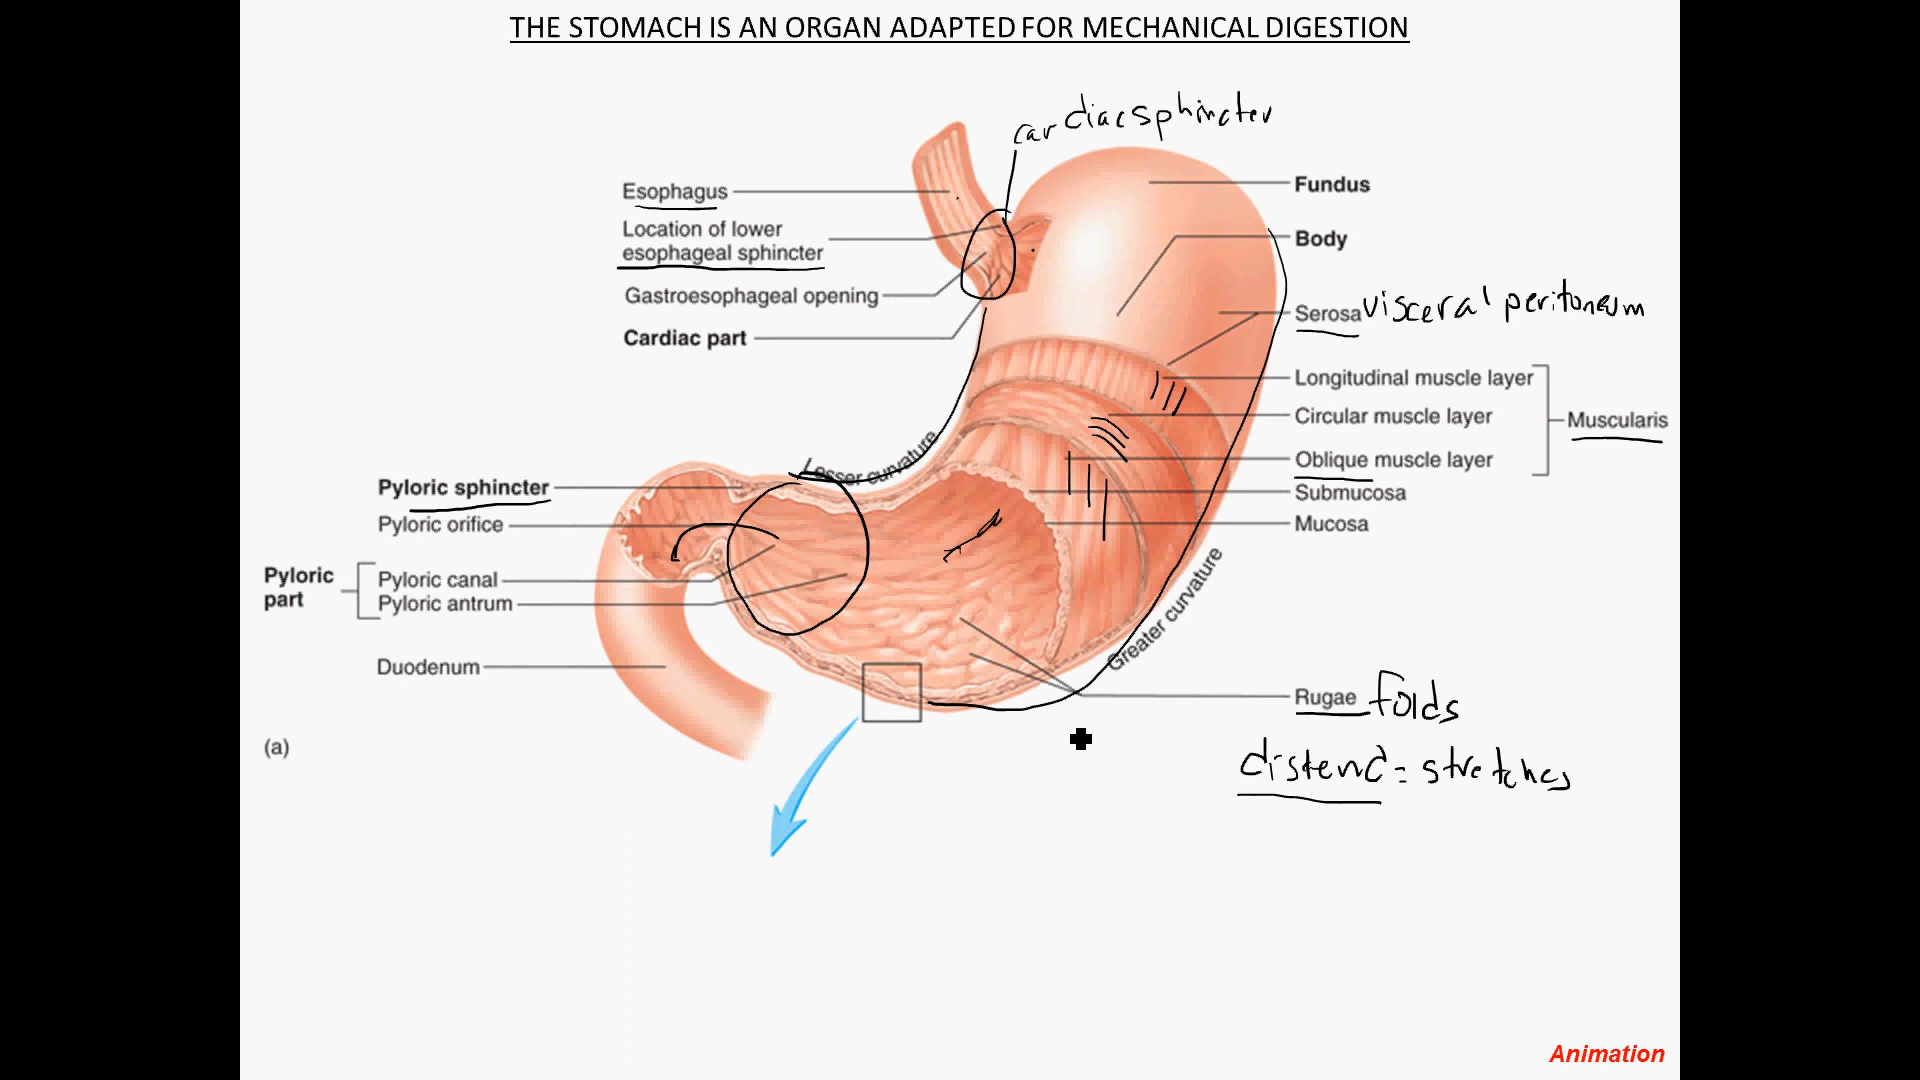 THE STOMACH IS AN ORGAN ADAPTED FOR MECHANICAL DIGESTION
cardiac sphincter
Esophagus
Location of lower
esophageal sphincter
Gastroesophageal opening
Cardiac part
Fundus
Body
Serosa visceral peritoneum
Longitudinal muscle layer
Circular muscle layer
Oblique muscle layer
Muscularis
Submucosa
Mucosa
Lesser curvature
Greater curvature
Pyloric sphincter
Pyloric orifice
Pyloric
part
Pyloric canal
Pyloric antrum
Duodenum
Rugae folds
distend = stretches
(a)
Animation